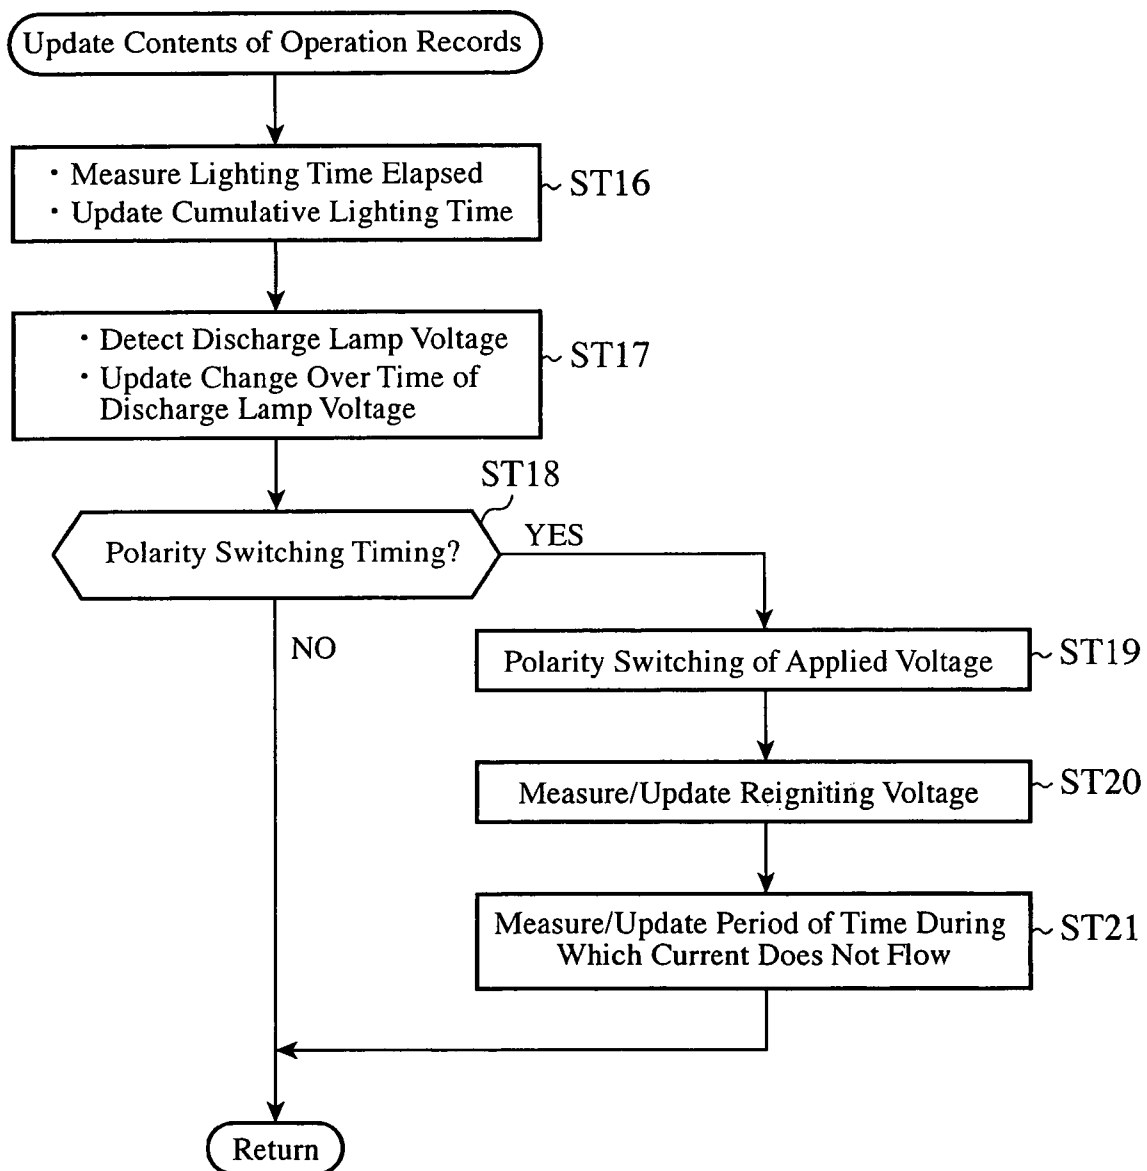 Update Contents of Operation Records
・Measure Lighting Time Elapsed
・Update Cumulative Lighting Time
ST16
・Detect Discharge Lamp Voltage
・Update Change Over Time of
Discharge Lamp Voltage
ST17
ST18
Polarity Switching Timing?
YES
NO
Polarity Switching of Applied Voltage
ST19
Measure/Update Reigniting Voltage
ST20
Measure/Update Period of Time During
Which Current Does Not Flow
ST21
Return